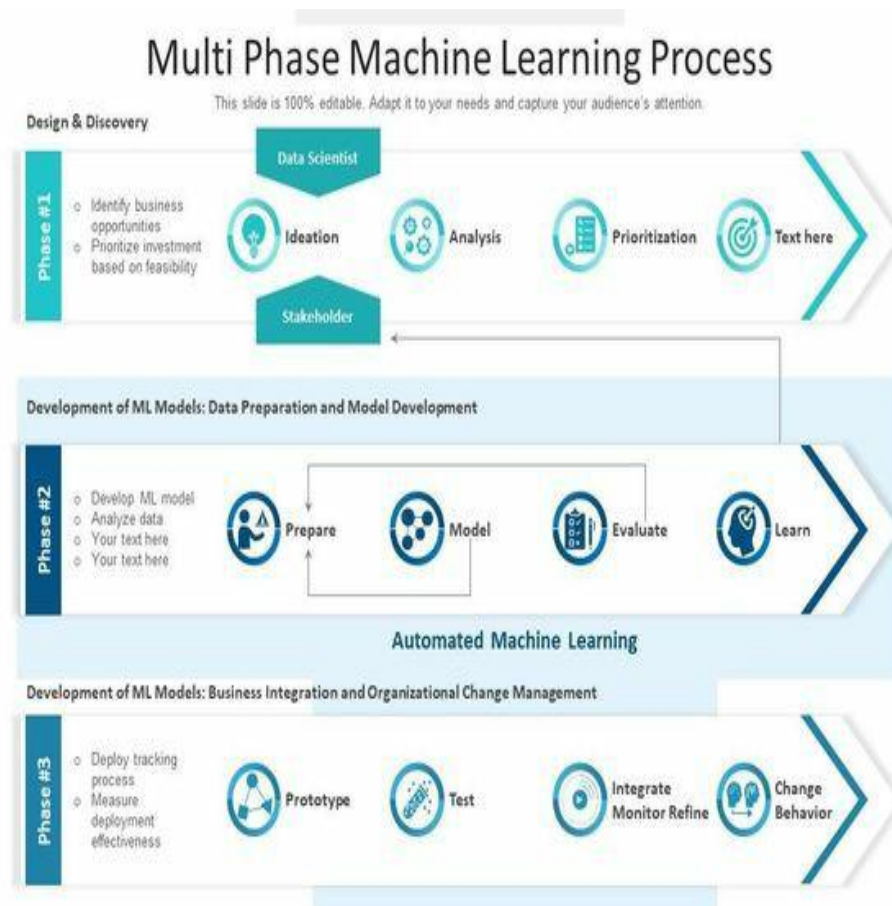 Multi Phase Machine Learning Process
This slide is 100% editable. Adapt it to your needs and capture your audience's attention.
Design & Discovery
Phase #1
Identify business
opportunities
Prioritize investment
based on feasibility
Data Scientist
Ideation
Stakeholder
Analysis
Prioritization
Text here
Development of ML Models: Data Preparation and Model Development
Phase #2
Develop ML model
Analyze data
Your text here
Your text here
Prepare
Model
Evaluate
Learn
Automated Machine Learning
Development of ML Models: Business Integration and Organizational Change Management
Phase #3
Deploy tracking
process
Measure
deployment
effectiveness
Prototype
Test
Integrate
Monitor Refine
Change
Behavior